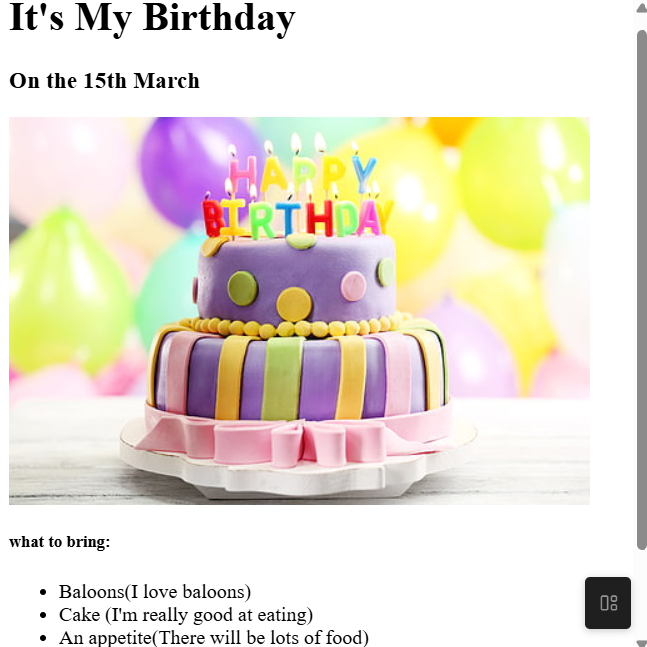 It's My Birthday
On the 15th March
HAPPY
BIRTHDAY
what to bring:
Baloons(I love baloons)
Cake (I'm really good at eating)
An appetite(There will be lots of food)